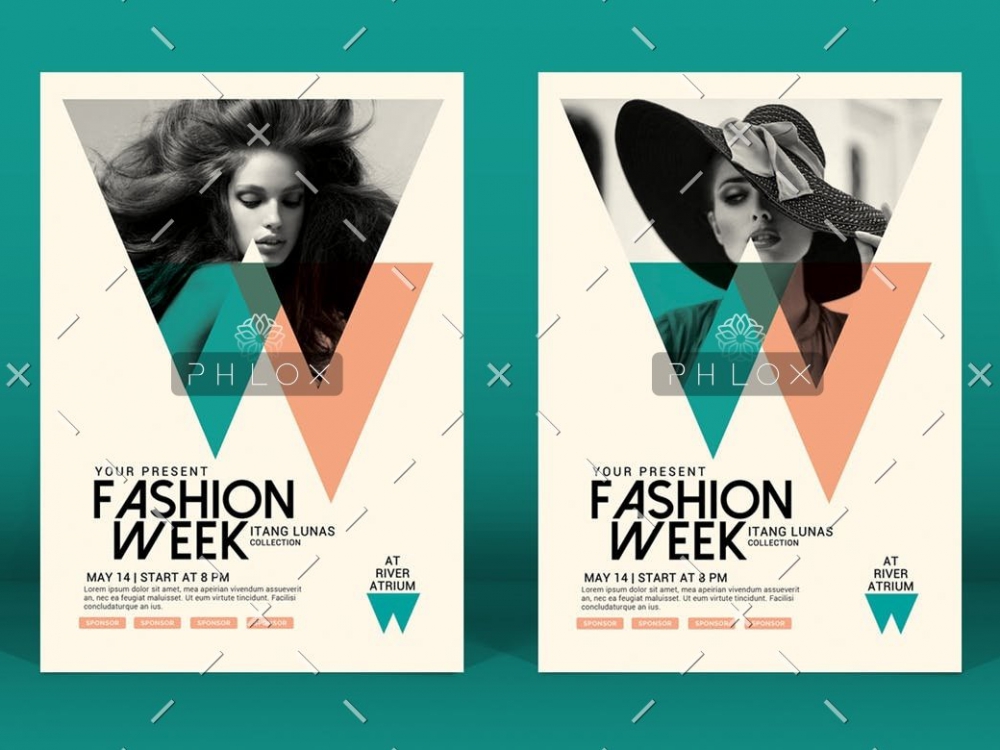 PHLOX
YOUR PRESENT
FASHION
WEEK
ITANG LUNAS
COLLECTION
MAY 14 | START AT 8 PM
Lorem ipsum dolor sit amet, mea apeirian vivendum assueverit
an, nec feugait maluisset. Ut eum virtute tincidunt. Facilisi
concludaturque an ius.
SPONSOR SPONSOR SPONSOR SPONSOR
AT
RIVER
ATRIUM
PHLOX
YOUR PRESENT
FASHION
WEEK
ITANG LUNAS
COLLECTION
MAY 14 | START AT 8 PM
Lorem ipsum dolor sit amet, mea apeirian vivendum assueverit
an, nec feugait maluisset. Ut eum virtute tincidunt. Facilisi
concludaturque an ius.
SPONSOR SPONSOR SPONSOR SPONSOR
AT
RIVER
ATRIUM